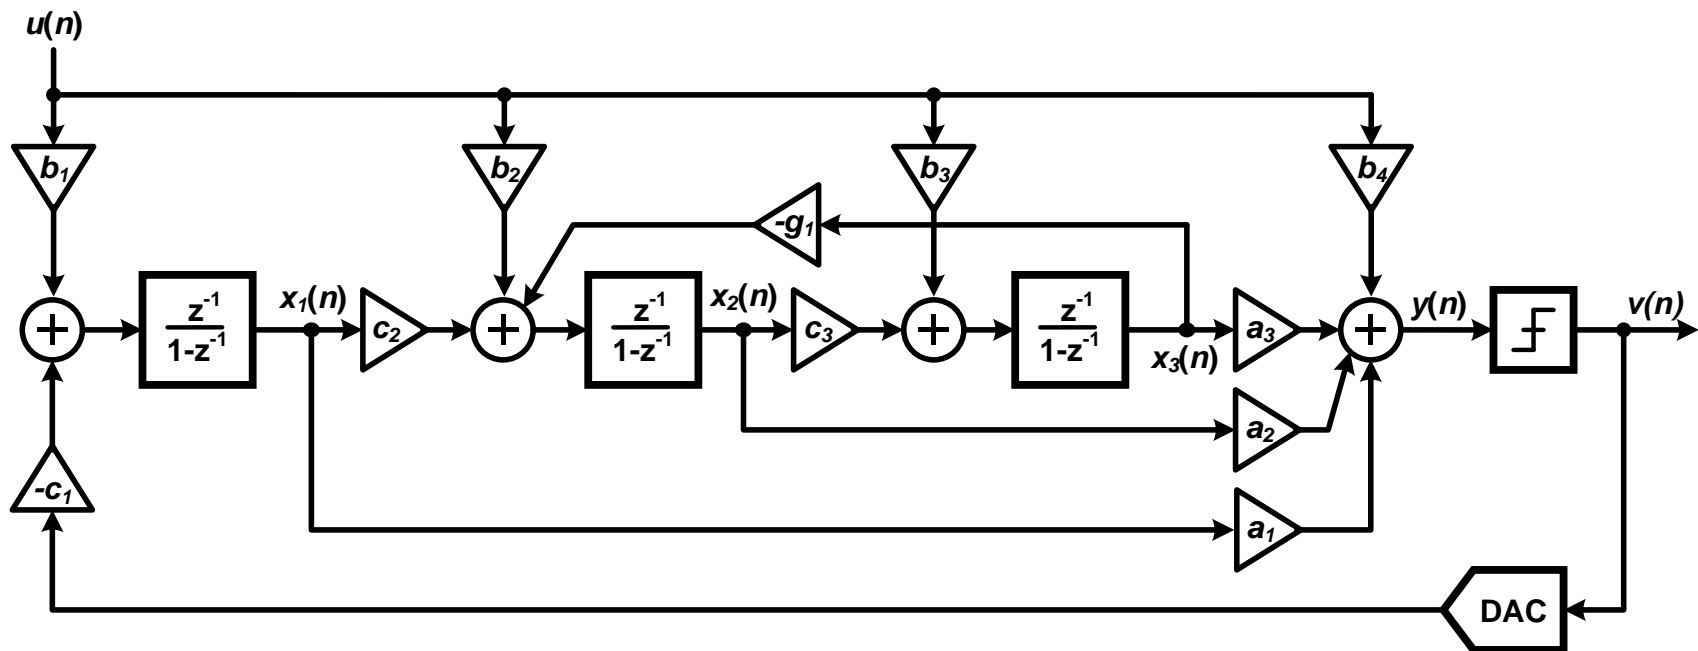 u(n)
b₁
b₂
b₃
b₄
-g₁
z⁻¹
1-z⁻¹
x₁(n)
c₂
z⁻¹
1-z⁻¹
x₂(n)
c₃
z⁻¹
1-z⁻¹
x₃(n)
a₃
y(n)
v(n)
a₂
-c₁
a₁
DAC